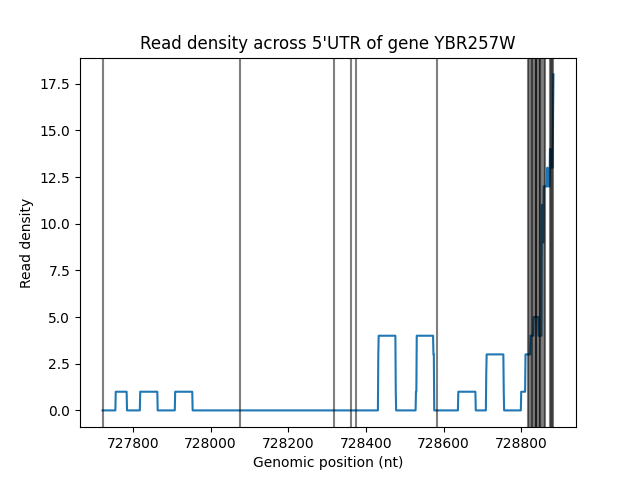 Read density across 5'UTR of gene YBR257W
17.5
15.0
12.5
10.0
7.5
5.0
2.5
0.0
Read density
727800 728000 728200 728400 728600 728800
Genomic position (nt)